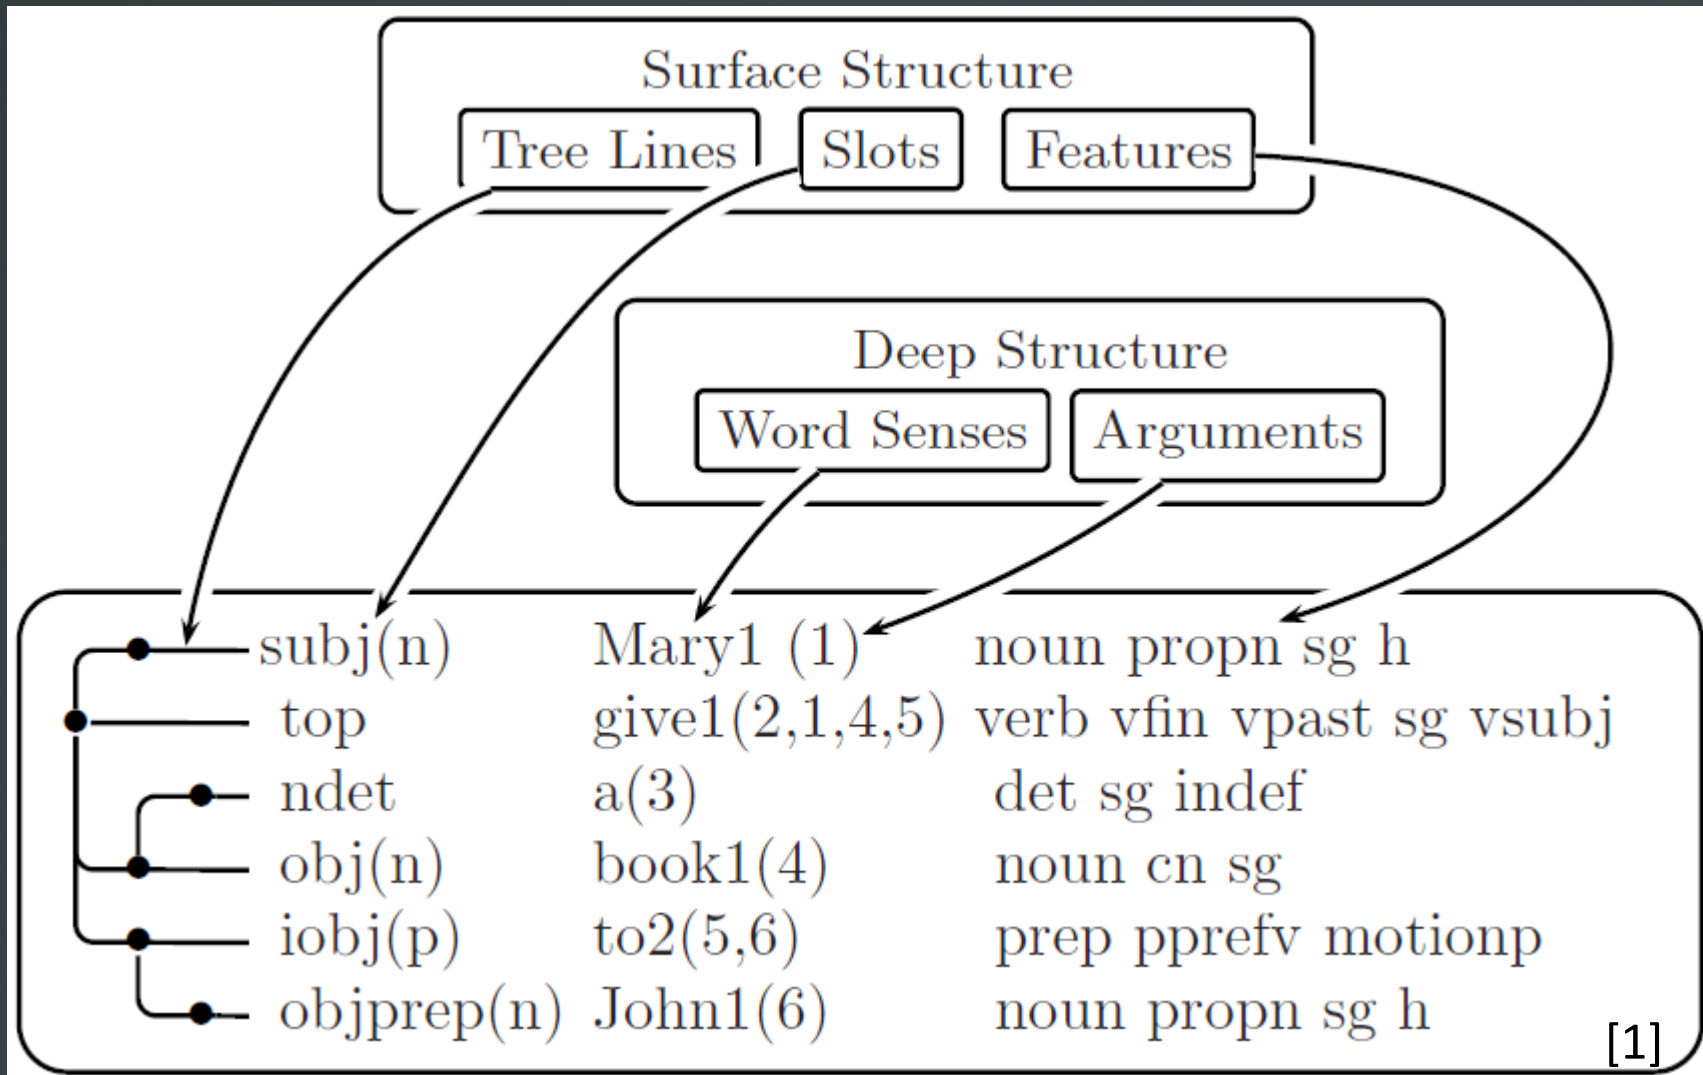 Surface Structure
Tree Lines Slots Features
Deep Structure
Word Senses Arguments
subj(n) Mary1 (1) noun propn sg h
top give1(2,1,4,5) verb vfin vpast sg vsubj
ndet a(3) det sg indef
obj(n) book1(4) noun cn sg
iobj(p) to2(5,6) prep pprefv motionp
objprep(n) John1(6) noun propn sg h
[1]